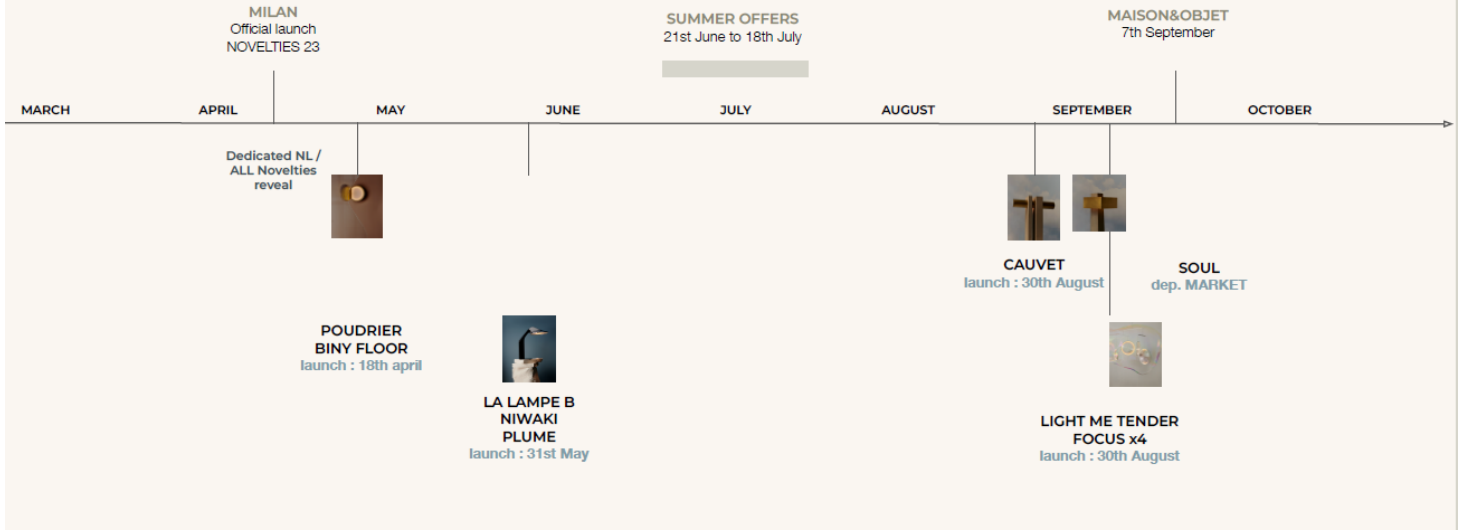 MILAN
Official launch
NOVELTIES 23
SUMMER OFFERS
21st June to 18th July
MAISON&OBJET
7th September
MARCH
APRIL
MAY
JUNE
JULY
AUGUST
SEPTEMBER
OCTOBER
Dedicated NL /
ALL Novelties
reveal
CAUVET
launch : 30th August
SOUL
dep. MARKET
POUDRIER
BINY FLOOR
launch : 18th april
LA LAMPE B
NIWAKI
PLUME
launch : 31st May
LIGHT ME TENDER
FOCUS x4
launch : 30th August